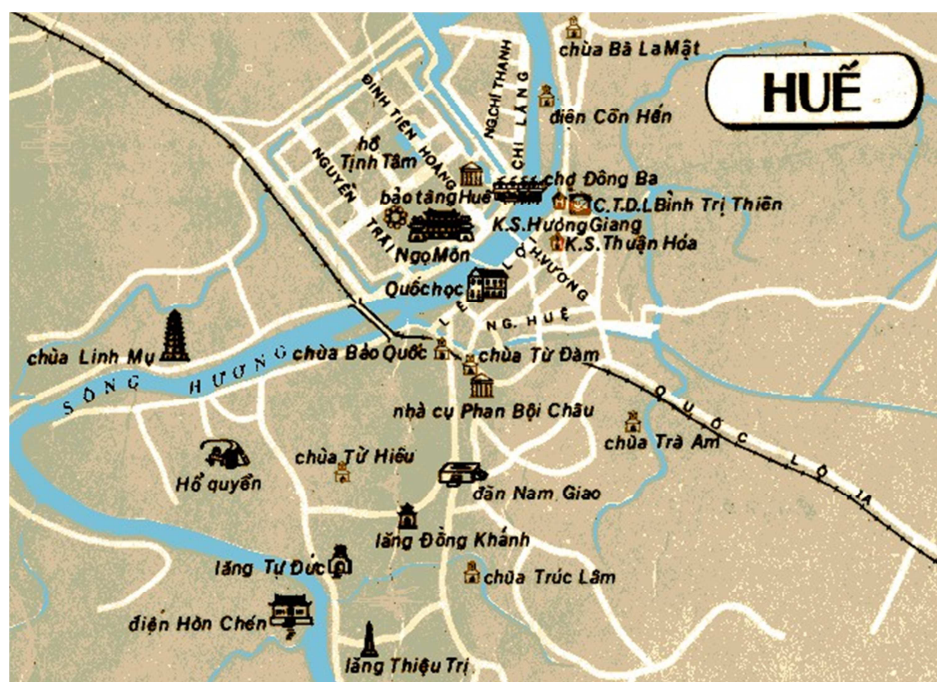 HUẾ
chùa Bà La Mật
NG.CHÍ THANH
CHI LĂNG
điện Cồn Hến
ĐINH TIÊN HOÀNG
hồ
Tịnh Tâm
NGUYỄN TRÃI
bảo tàng Huế
chợ Đông Ba
C.T.D.L.Bình Trị Thiên
K.S.Hương Giang
K.S.Thuận Hóa
Ngọ Môn
Quốc học
LÊ LỢI
H.VƯƠNG
NG. HUỆ
chùa Linh Mụ
SÔNG HƯƠNG
chùa Bảo Quốc
chùa Từ Đàm
nhà cụ Phan Bội Châu
QUỐC LỘ 1A
chùa Trà Am
Hổ quyền
chùa Từ Hiếu
đàn Nam Giao
lăng Đồng Khánh
lăng Tự Đức
chùa Trúc Lâm
điện Hòn Chén
lăng Thiệu Trị